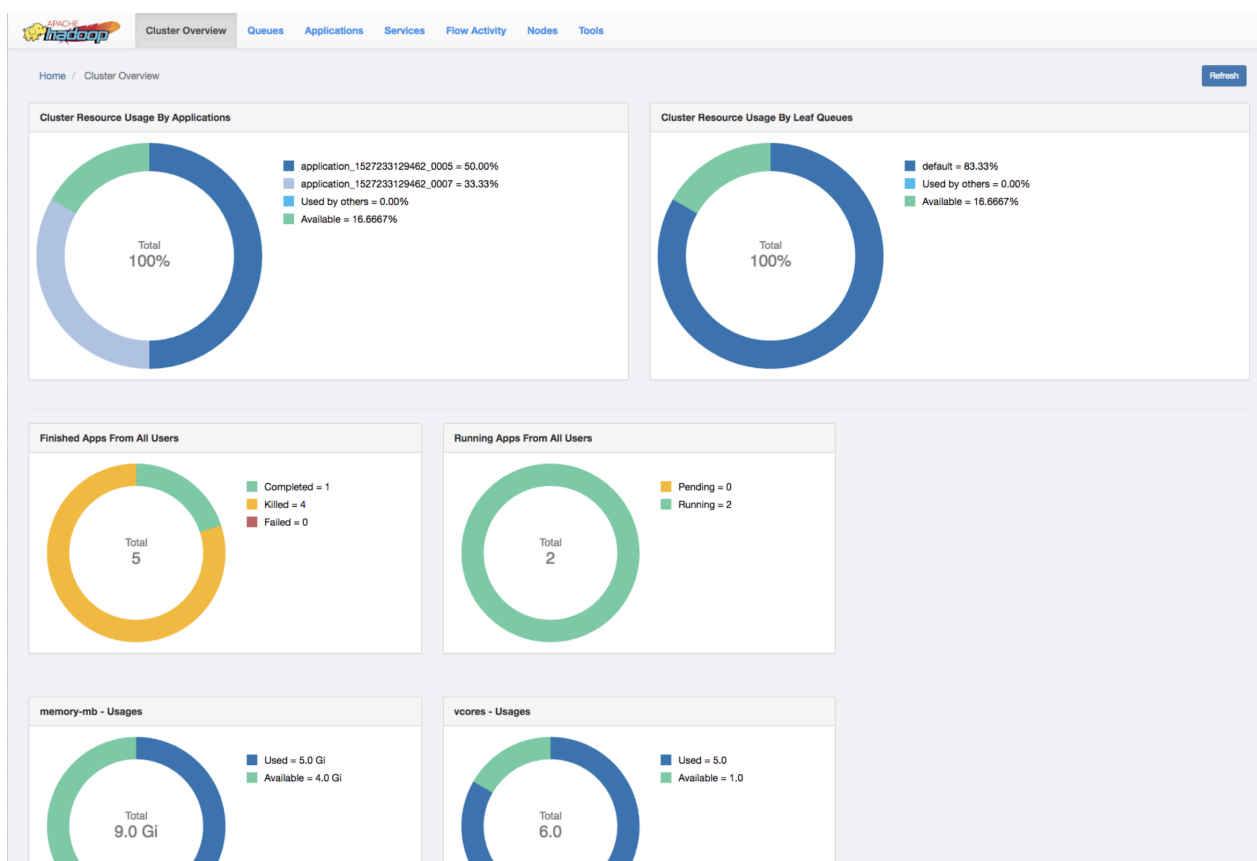 APACHE
hadoop
Cluster Overview Queues Applications Services Flow Activity Nodes Tools
Home / Cluster Overview
Refresh
Cluster Resource Usage By Applications
application_1527233129462_0005 = 50.00%
application_1527233129462_0007 = 33.33%
Used by others = 0.00%
Available = 16.6667%
Total
100%
Cluster Resource Usage By Leaf Queues
default = 83.33%
Used by others = 0.00%
Available = 16.6667%
Total
100%
Finished Apps From All Users
Completed = 1
Killed = 4
Failed = 0
Total
5
Running Apps From All Users
Pending = 0
Running = 2
Total
2
memory-mb - Usages
Used = 5.0 Gi
Available = 4.0 Gi
Total
9.0 Gi
vcores - Usages
Used = 5.0
Available = 1.0
Total
6.0